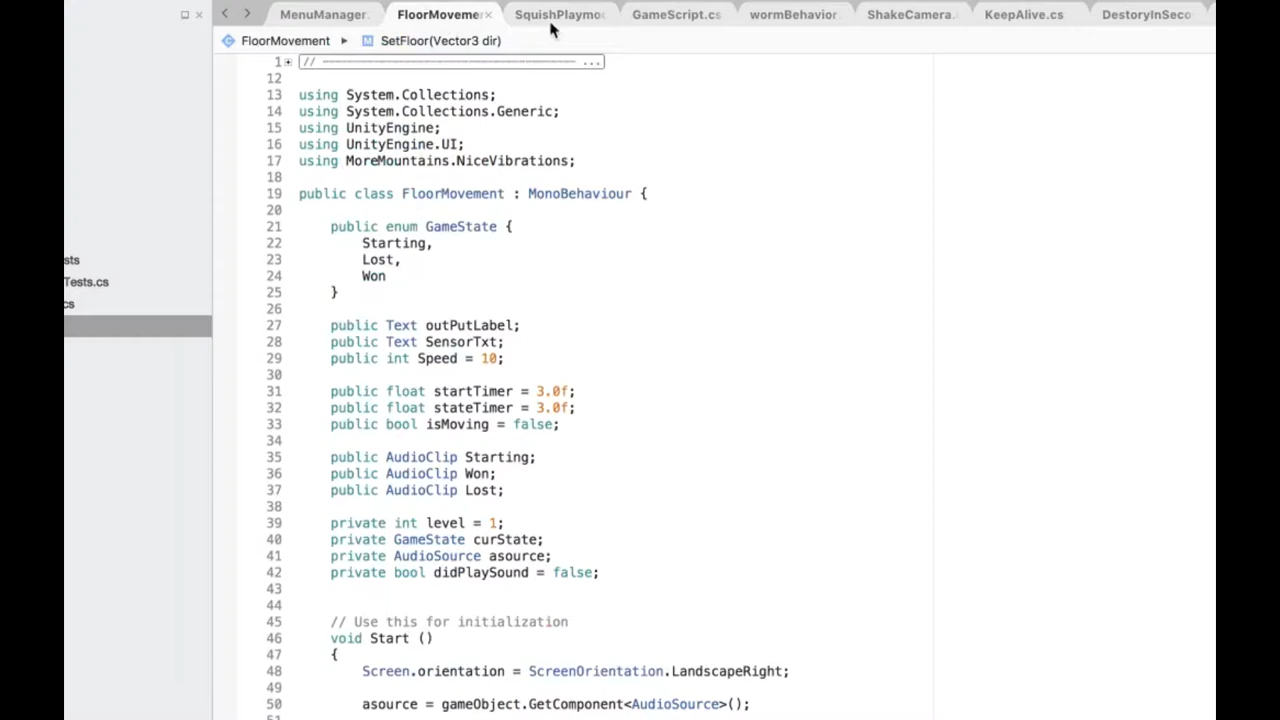 MenuManager. FloorMoveme × SquishPlaymo GameScript.cs wormBehavior ShakeCamera. KeepAlive.cs DestoryInSeco
FloorMovement ▶ M SetFloor(Vector3 dir)
sts
Tests.cs
cs
1 // ────────────────────────────── ...
12
13 using System.Collections;
14 using System.Collections.Generic;
15 using UnityEngine;
16 using UnityEngine.UI;
17 using MoreMountains.NiceVibrations;
18
19 public class FloorMovement : MonoBehaviour {
20
21 public enum GameState {
22 Starting,
23 Lost,
24 Won
25 }
26
27 public Text outPutLabel;
28 public Text SensorTxt;
29 public int Speed = 10;
30
31 public float startTimer = 3.0f;
32 public float stateTimer = 3.0f;
33 public bool isMoving = false;
34
35 public AudioClip Starting;
36 public AudioClip Won;
37 public AudioClip Lost;
38
39 private int level = 1;
40 private GameState curState;
41 private AudioSource asource;
42 private bool didPlaySound = false;
43
44
45 // Use this for initialization
46 void Start ()
47 {
48 Screen.orientation = ScreenOrientation.LandscapeRight;
49
50 asource = gameObject.GetComponent<AudioSource>();